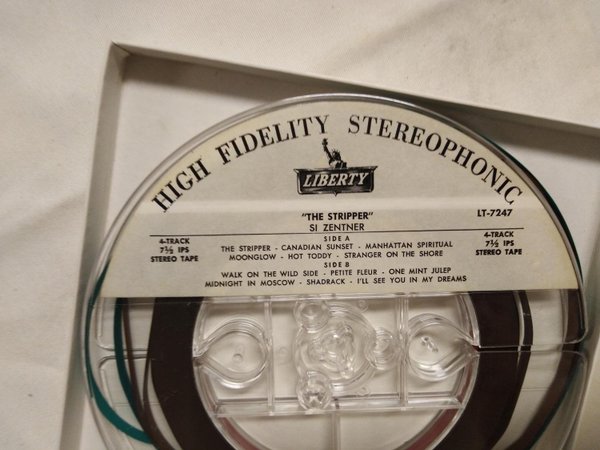 HIGH FIDELITY STEREOPHONIC
LIBERTY
"THE STRIPPER"
SI ZENTNER
LT-7247
SIDE A
4-TRACK
7½ IPS
STEREO TAPE
THE STRIPPER - CANADIAN SUNSET - MANHATTAN SPIRITUAL
MOONGLOW - HOT TODDY - STRANGER ON THE SHORE
4-TRACK
7½ IPS
STEREO TAPE
SIDE B
WALK ON THE WILD SIDE - PETITE FLEUR - ONE MINT JULEP
MIDNIGHT IN MOSCOW - SHADRACK - I'LL SEE YOU IN MY DREAMS